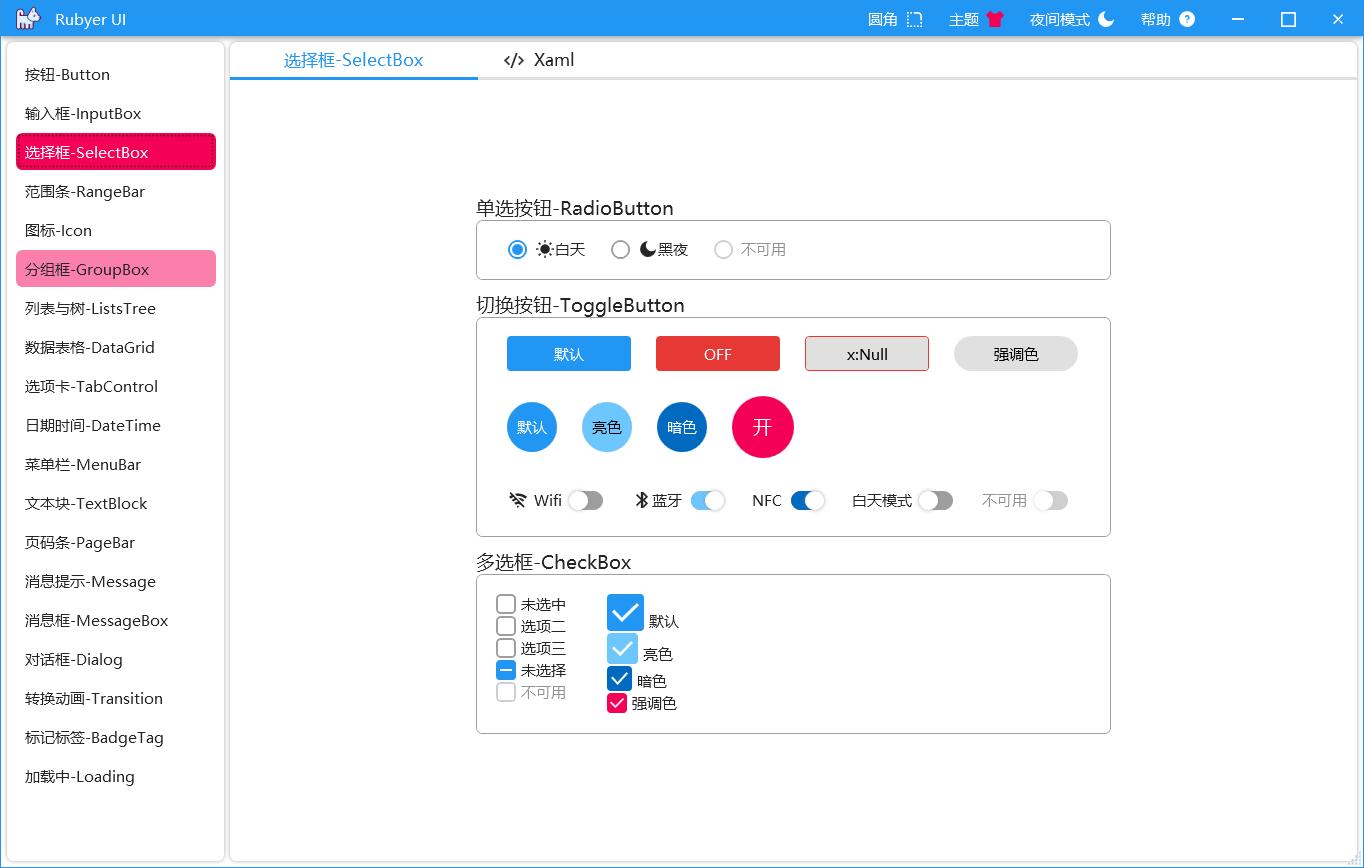 Rubyer UI
圆角
主题
夜间模式
帮助
按钮-Button
输入框-InputBox
选择框-SelectBox
范围条-RangeBar
图标-Icon
分组框-GroupBox
列表与树-ListsTree
数据表格-DataGrid
选项卡-TabControl
日期时间-DateTime
菜单栏-MenuBar
文本块-TextBlock
页码条-PageBar
消息提示-Message
消息框-MessageBox
对话框-Dialog
转换动画-Transition
标记标签-BadgeTag
加载中-Loading
选择框-SelectBox
</> Xaml
单选按钮-RadioButton
白天
黑夜
不可用
切换按钮-ToggleButton
默认
OFF
x:Null
强调色
默认
亮色
暗色
开
Wifi
蓝牙
NFC
白天模式
不可用
多选框-CheckBox
未选中
选项二
选项三
未选择
不可用
默认
亮色
暗色
强调色